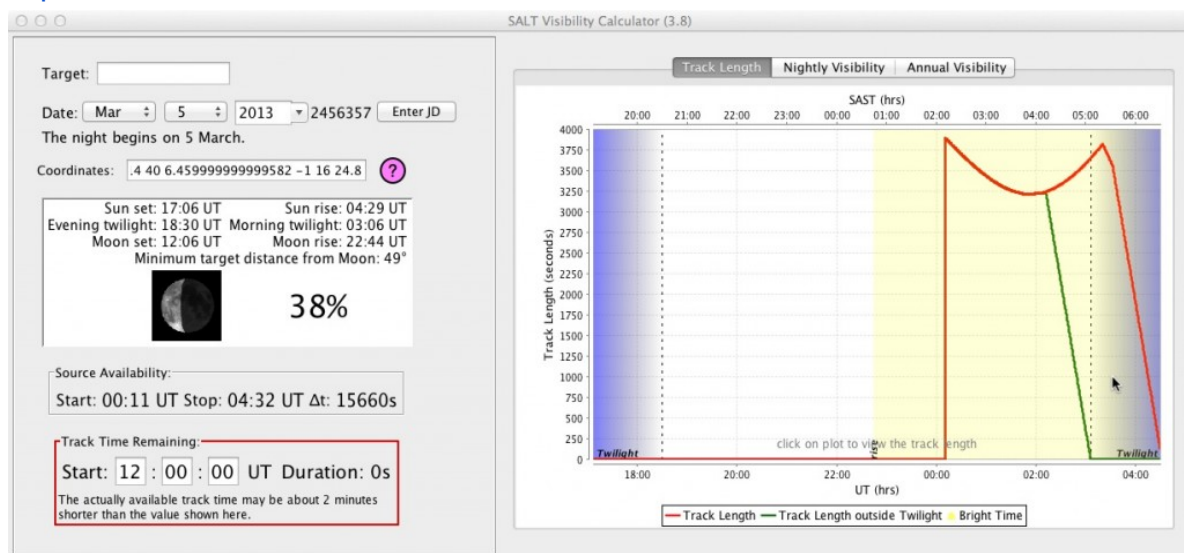 SALT Visibility Calculator (3.8)
Target:
Date: Mar 5 2013 2456357 Enter JD
The night begins on 5 March.
Coordinates: .4 40 6.459999999999582 −1 16 24.8 ?
Sun set: 17:06 UT Sun rise: 04:29 UT
Evening twilight: 18:30 UT Morning twilight: 03:06 UT
Moon set: 12:06 UT Moon rise: 22:44 UT
Minimum target distance from Moon: 49°
38%
Source Availability:
Start: 00:11 UT Stop: 04:32 UT Δt: 15660s
Track Time Remaining:
Start: 12 : 00 : 00 UT Duration: 0s
The actually available track time may be about 2 minutes
shorter than the value shown here.
Track Length Nightly Visibility Annual Visibility
SAST (hrs)
20:00 21:00 22:00 23:00 00:00 01:00 02:00 03:00 04:00 05:00 06:00
Track Length (seconds)
4000
3750
3500
3250
3000
2750
2500
2250
2000
1750
1500
1250
1000
750
500
250
0
click on plot to view the track length
Twilight
rise
Twilight
18:00 20:00 22:00 00:00 02:00 04:00
UT (hrs)
Track Length Track Length outside Twilight Bright Time